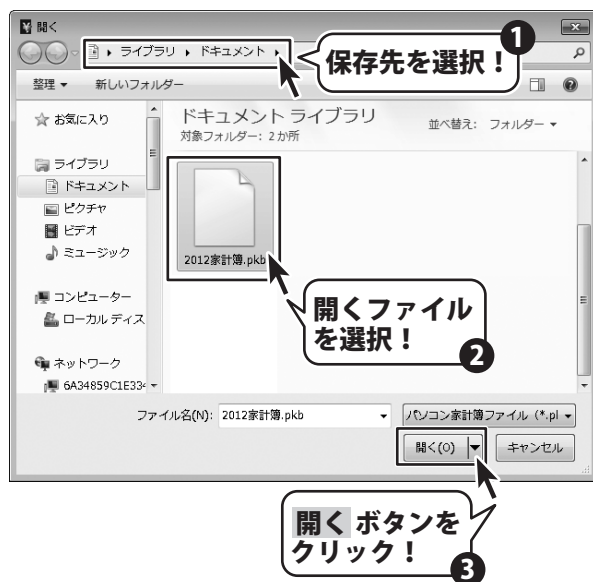 開く
ライブラリ ▸ ドキュメント ▸
1
保存先を選択！
整理 ▼ 新しいフォルダー
お気に入り
ライブラリ
ドキュメント
ピクチャ
ビデオ
ミュージック
コンピューター
ローカル ディス
ネットワーク
6A34859C1E334
ドキュメント ライブラリ
対象フォルダー: 2か所
並べ替え: フォルダー ▼
2012家計簿.pkb
開くファイル
を選択！
2
ファイル名(N): 2012家計簿.pkb
パソコン家計簿ファイル (*.pl
開く(O) キャンセル
開く ボタンを
クリック！
3